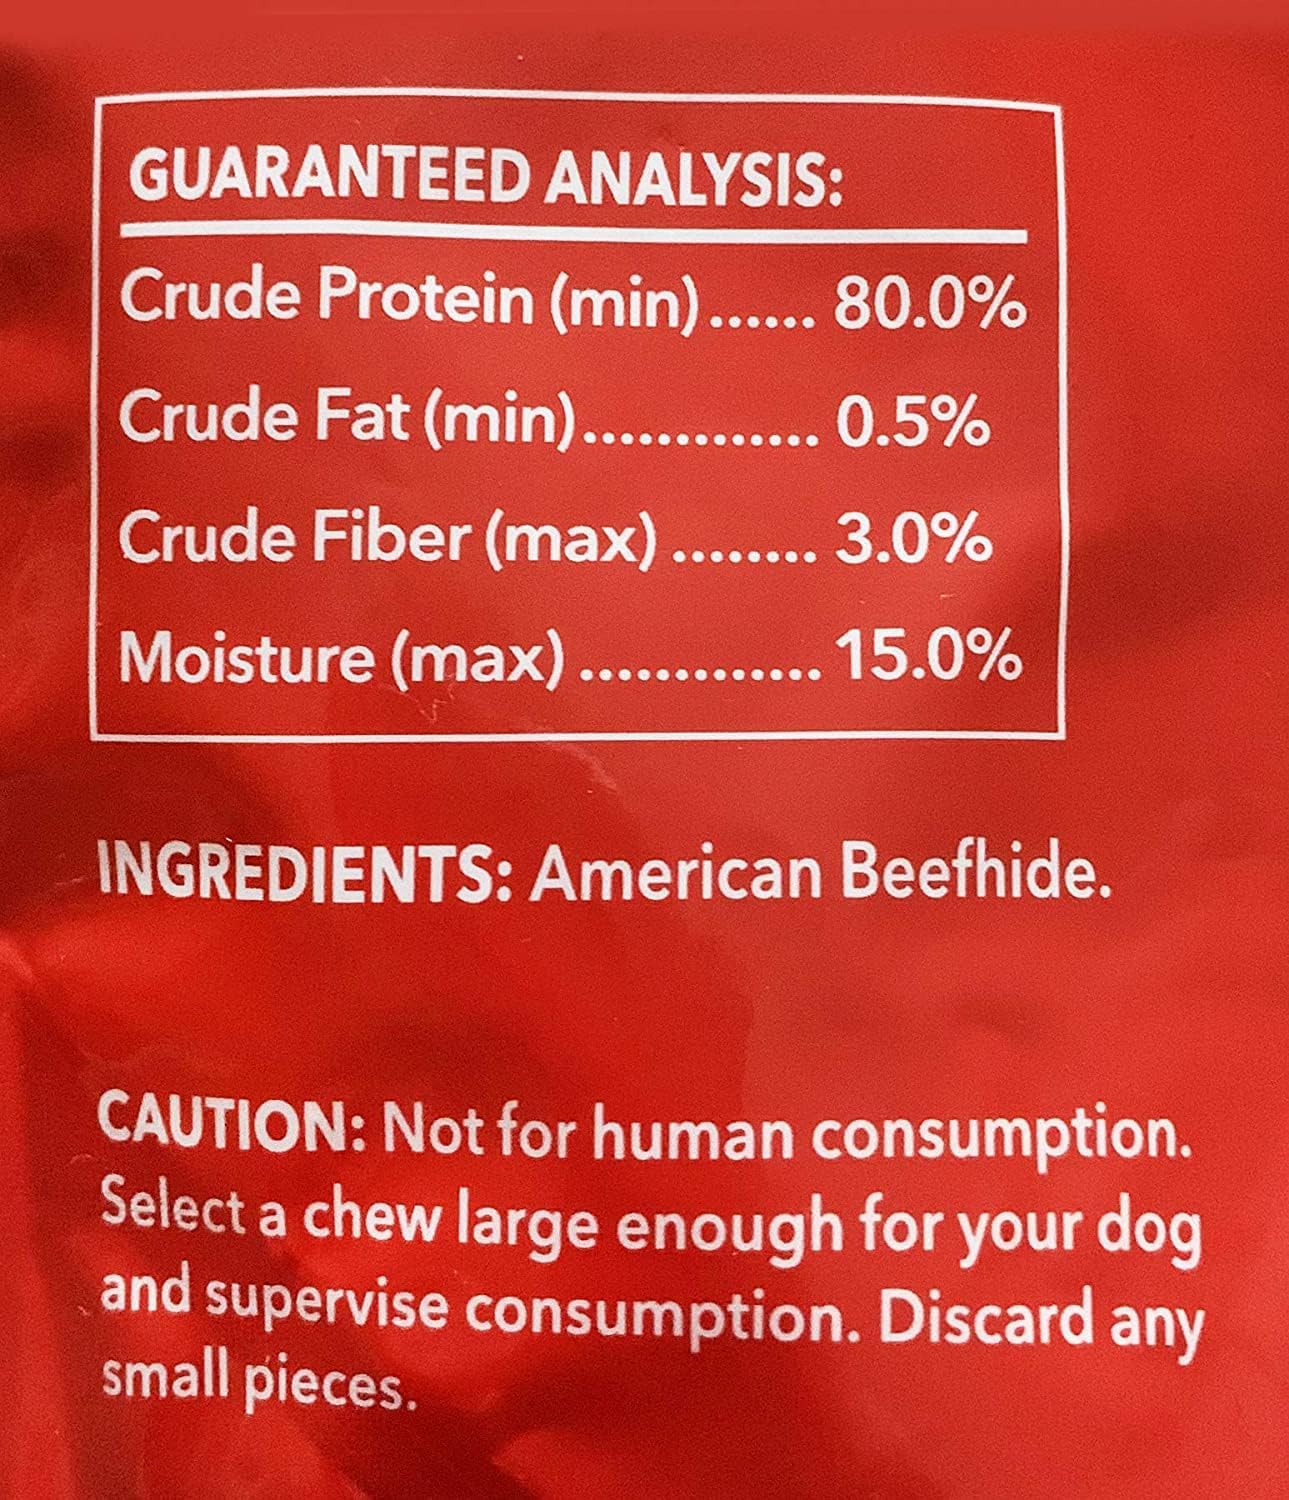 GUARANTEED ANALYSIS:
Crude Protein (min)...... 80.0%
Crude Fat (min)............. 0.5%
Crude Fiber (max)........ 3.0%
Moisture (max)............. 15.0%
INGREDIENTS: American Beefhide.
CAUTION: Not for human consumption.
Select a chew large enough for your dog
and supervise consumption. Discard any
small pieces.